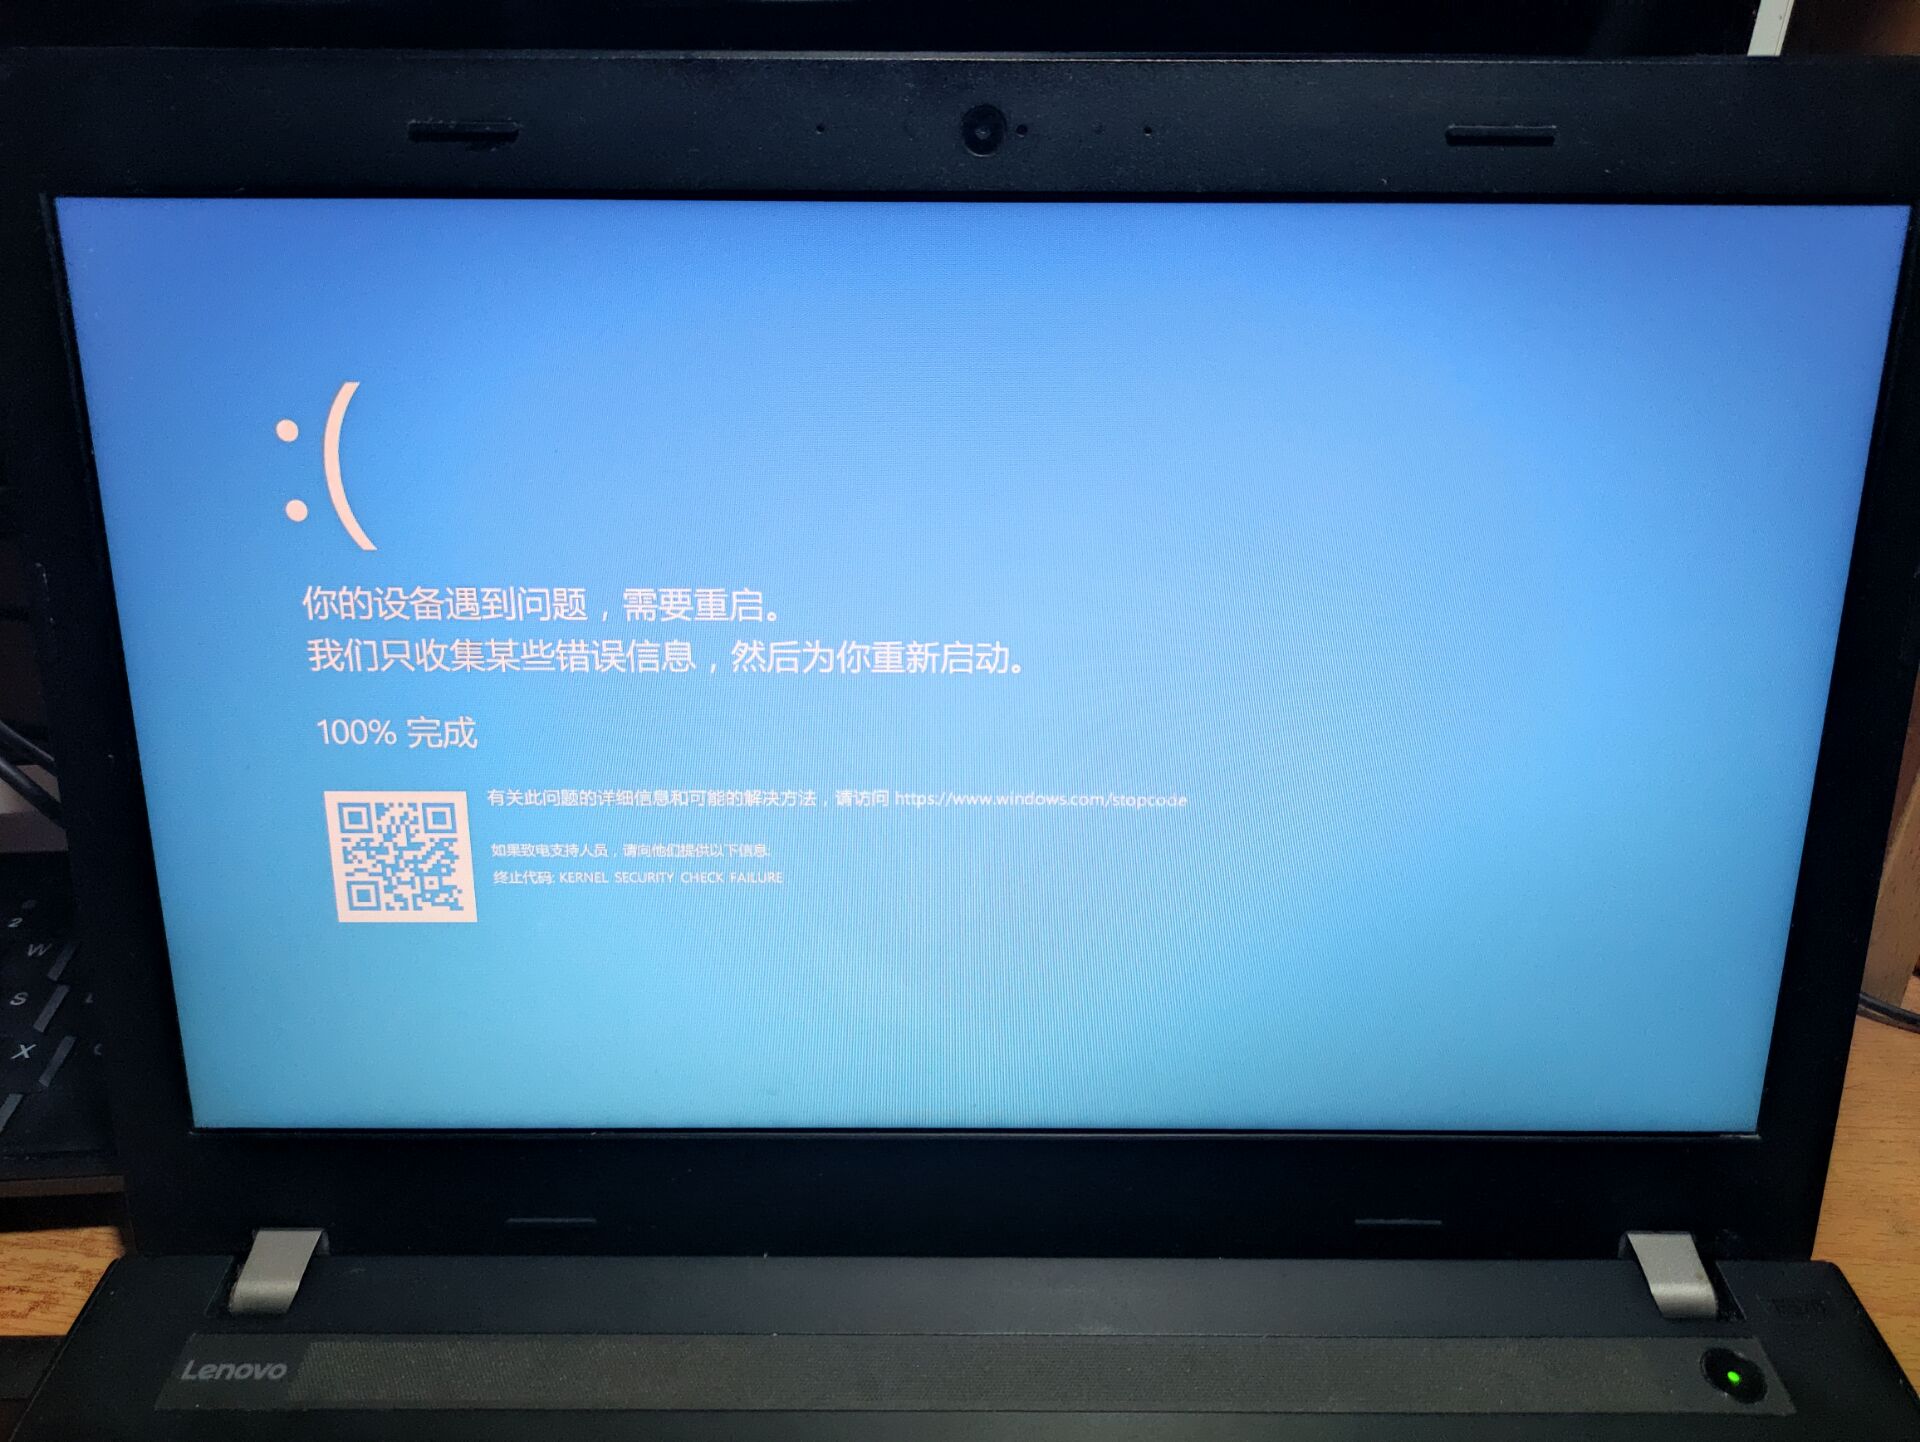 :(
你的设备遇到问题，需要重启。
我们只收集某些错误信息，然后为你重新启动。
100% 完成
有关此问题的详细信息和可能的解决方法，请访问 https://www.windows.com/stopcode
如果致电支持人员，请向他们提供以下信息:
终止代码: KERNEL SECURITY CHECK FAILURE
2
W
S
X
Lenovo